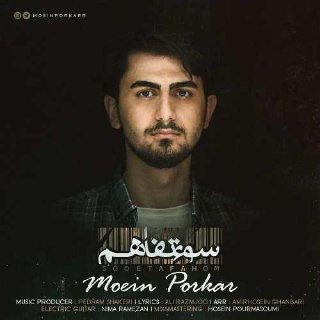 MOEINPORKARR
سوءتفاهم
SOOETAFAHOM
Moein Porkar
MUSIC PRODUCER : PEDRAM SHAKERI | LYRICS : ALI RAZMJOO | ARR : AMIRHOSEIN GHANBARI
ELECTRIC GUITAR : NIMA RAMEZAN | MIX&MASTERING : HOSEIN POURMASOUMI